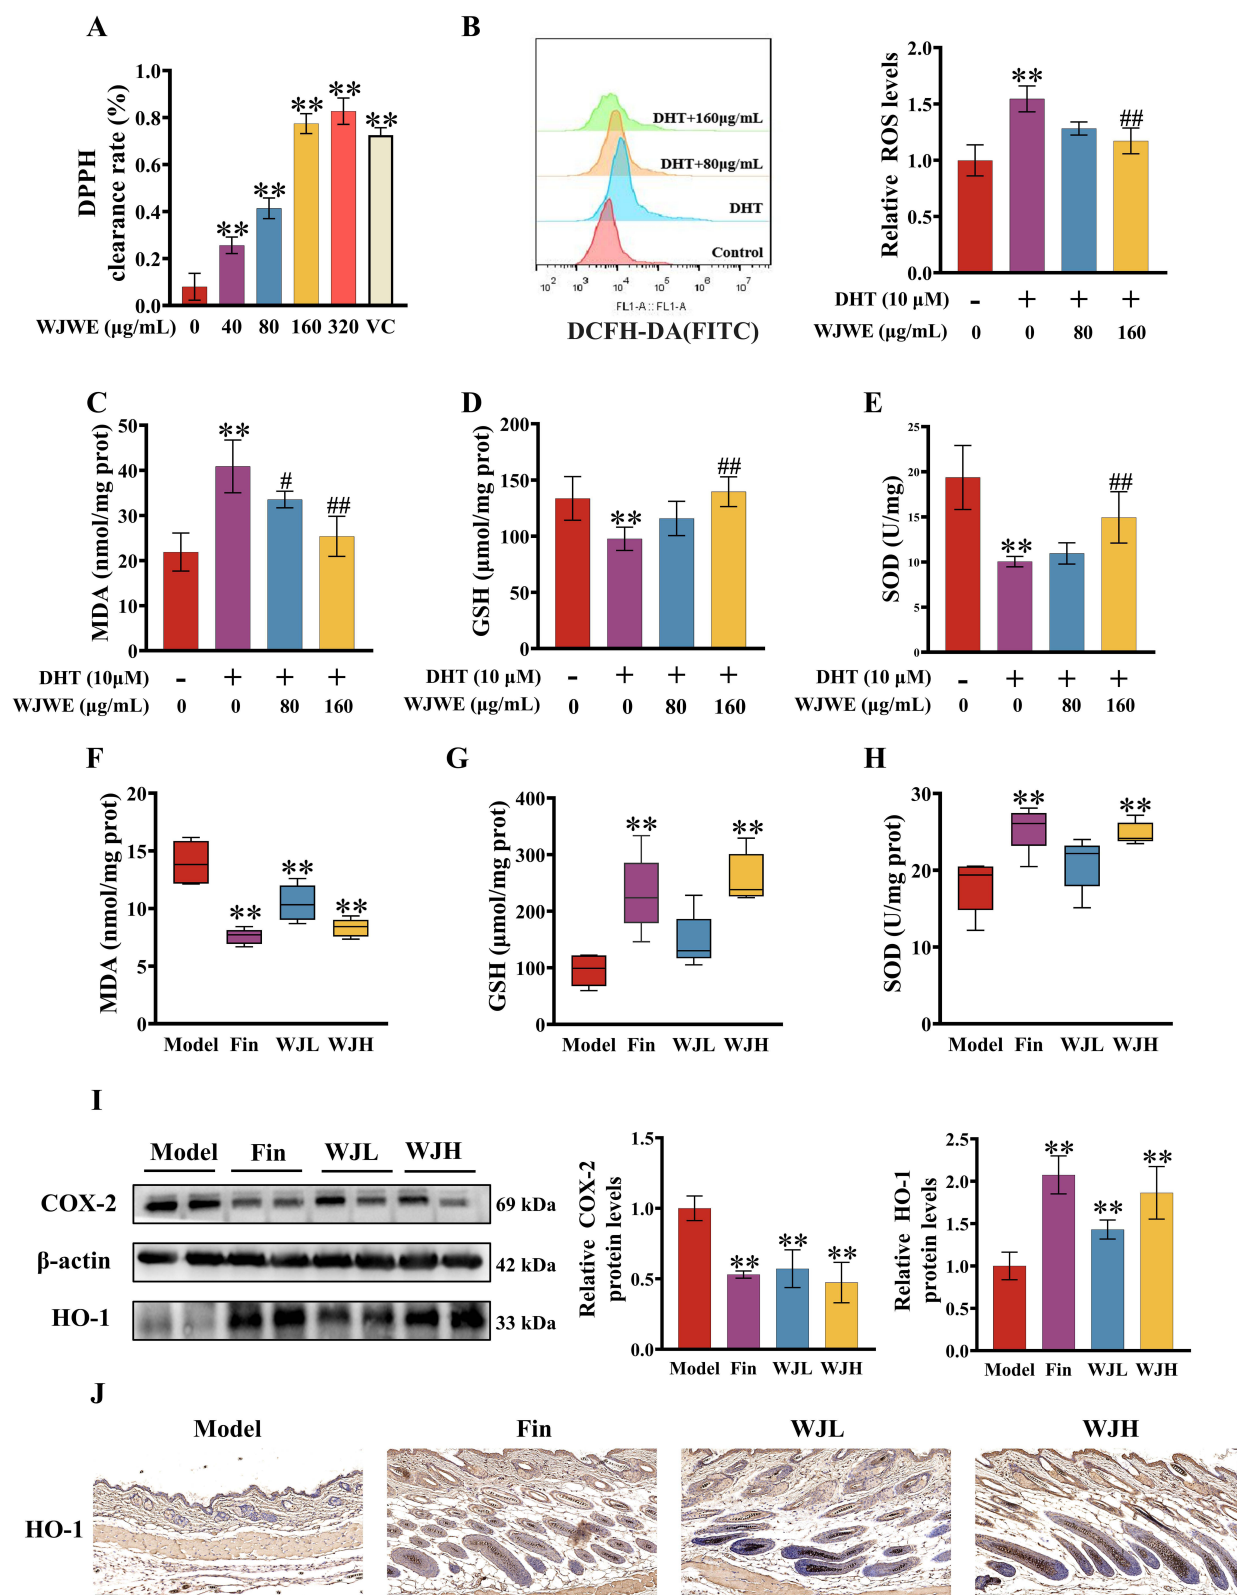 A
DPPH
clearance rate (%)
1.0
0.8
0.6
0.4
0.2
0.0
** ** ** ** **
WJWE (μg/mL) 0 40 80 160 320 VC
B
DHT+160μg/mL
DHT+80μg/mL
DHT
Control
10² 10³ 10⁴ 10⁵ 10⁶ 10⁷
FL1-A :: FL1-A
DCFH-DA(FITC)
Relative ROS levels
2.0
1.5
1.0
0.5
0.0
** ##
DHT (10 μM) - + + +
WJWE (μg/mL) 0 0 80 160
C
MDA (nmol/mg prot)
50
40
30
20
10
0
** # ##
DHT (10μM) - + + +
WJWE (μg/mL) 0 0 80 160
D
GSH (μmol/mg prot)
200
150
100
50
0
** ##
DHT (10 μM) - + + +
WJWE (μg/mL) 0 0 80 160
E
SOD (U/mg)
25
20
15
10
5
0
** ##
DHT (10 μM) - + + +
WJWE (μg/mL) 0 0 80 160
F
MDA (nmol/mg prot)
20
15
10
5
0
** ** **
Model Fin WJL WJH
G
GSH (μmol/mg prot)
400
300
200
100
0
** **
Model Fin WJL WJH
H
SOD (U/mg prot)
30
20
10
0
** **
Model Fin WJL WJH
I
Model Fin WJL WJH
COX-2 69 kDa
β-actin 42 kDa
HO-1 33 kDa
Relative COX-2
protein levels
1.5
1.0
0.5
0.0
** ** **
Model Fin WJL WJH
Relative HO-1
protein levels
2.5
2.0
1.5
1.0
0.5
0.0
** ** **
Model Fin WJL WJH
J
Model Fin WJL WJH
HO-1